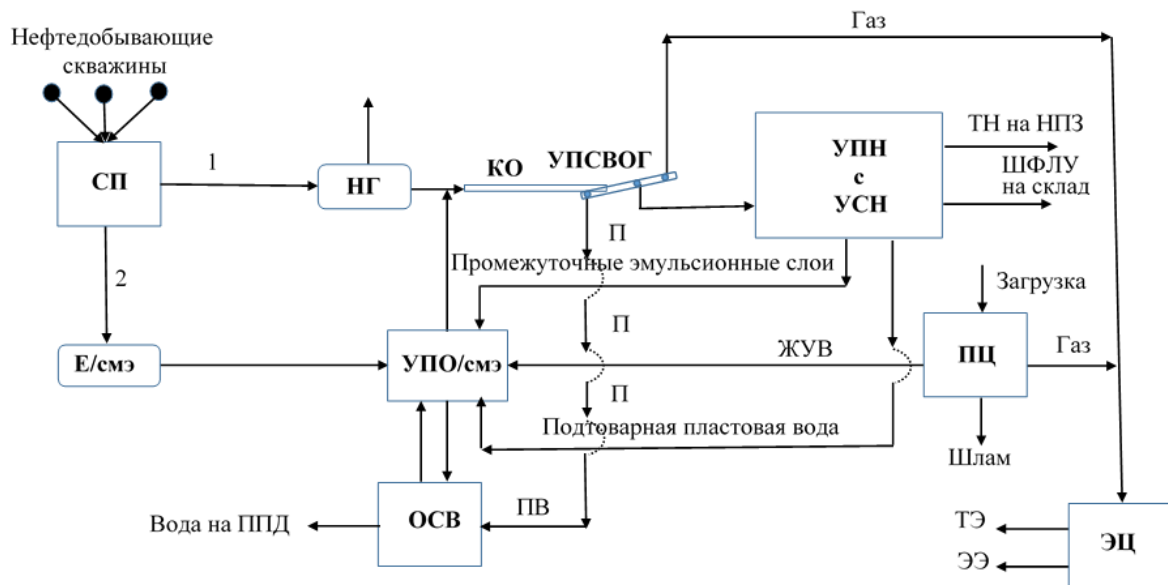 Газ
Нефтедобывающие
скважины
ТН на НПЗ
УПН
с
УСН
УПСВОГ
КО
1
ШФЛУ
на склад
СП
НГ
П
Промежуточные эмульсионные слои
2
Загрузка
П
ЖУВ
ПЦ
Газ
Е/смэ
УПО/смэ
П
Подтоварная пластовая вода
Шлам
ПВ
ОСВ
Вода на ППД
ТЭ
ЭЦ
ЭЭ